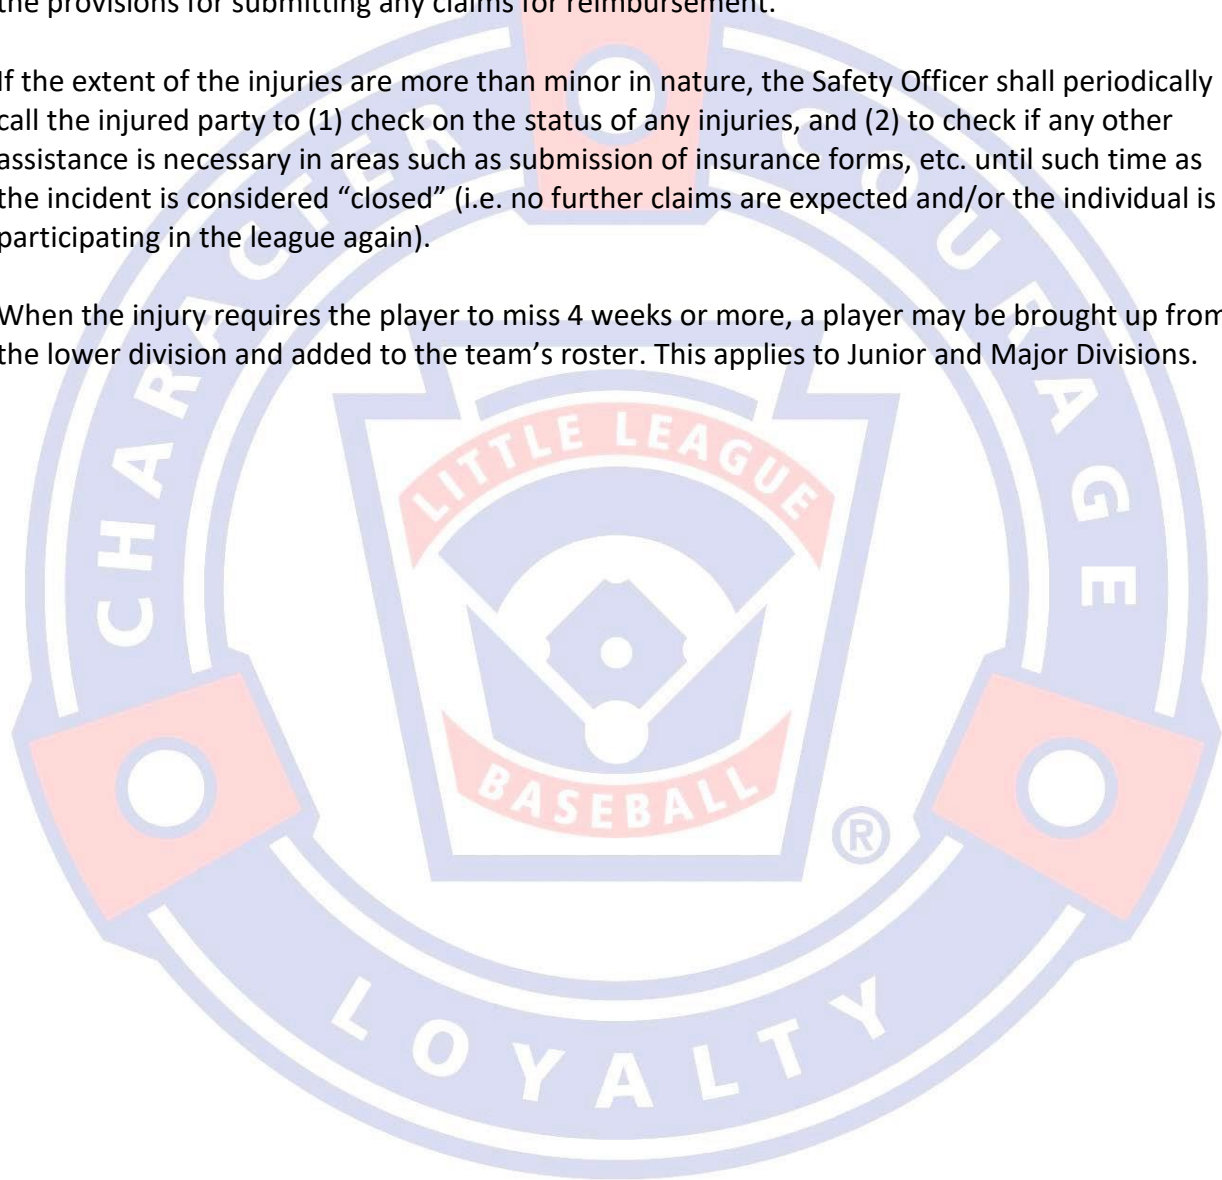 the provisions for submitting any claims for reimbursement.
If the extent of the injuries are more than minor in nature, the Safety Officer shall periodically
call the injured party to (1) check on the status of any injuries, and (2) to check if any other
assistance is necessary in areas such as submission of insurance forms, etc. until such time as
the incident is considered “closed” (i.e. no further claims are expected and/or the individual is
participating in the league again).
When the injury requires the player to miss 4 weeks or more, a player may be brought up from
the lower division and added to the team’s roster. This applies to Junior and Major Divisions.
CHARACTER
COURAGE
LITTLE LEAGUE
BASEBALL
®
LOYALTY